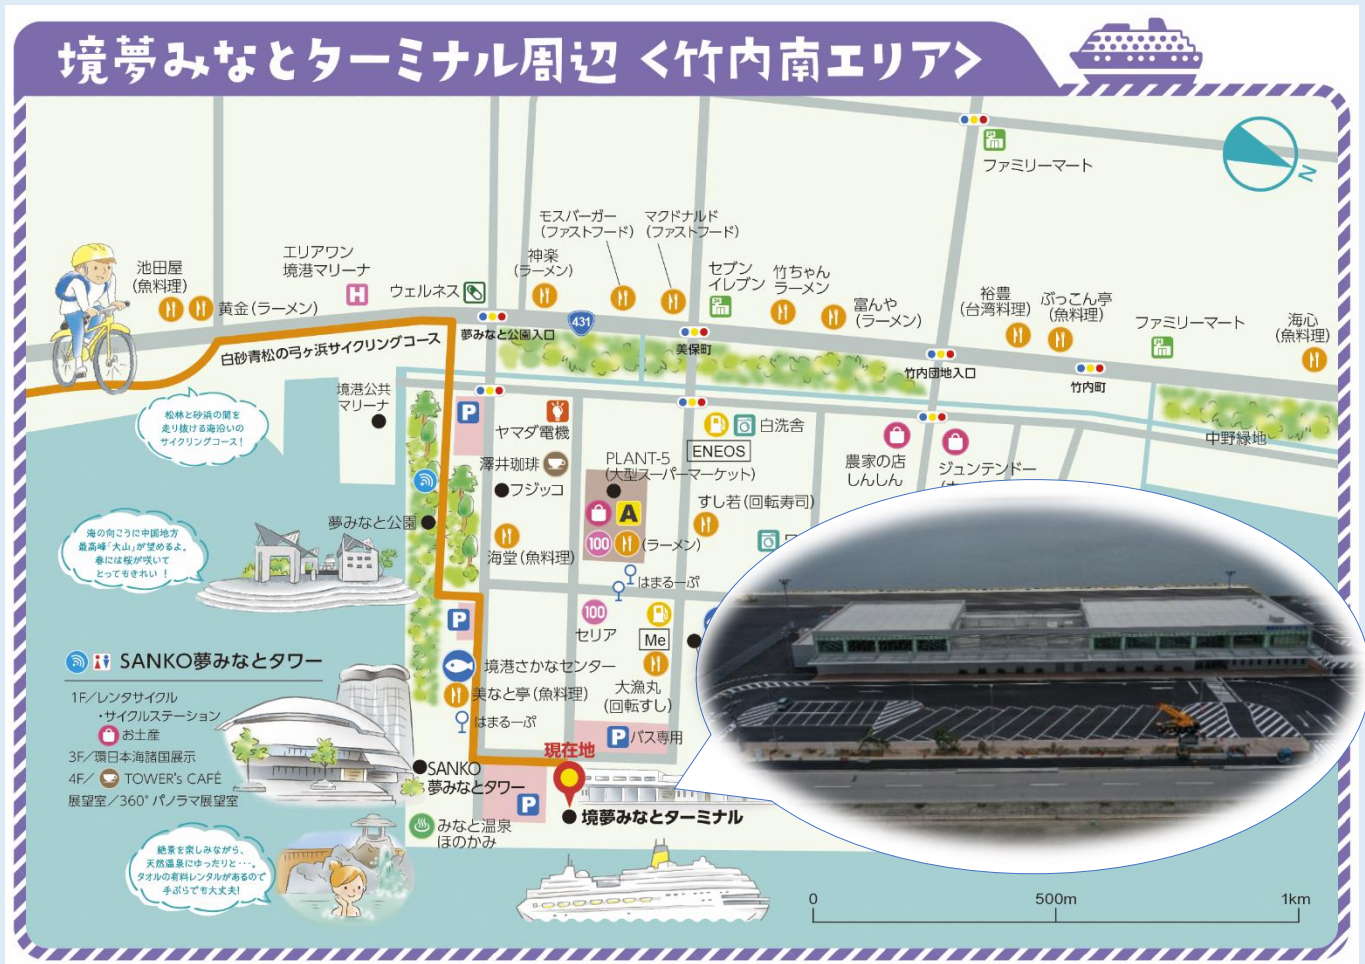 境夢みなとターミナル周辺 <竹内南エリア>
N
ファミリーマート
モスバーガー
(ファストフード)
マクドナルド
(ファストフード)
池田屋
(魚料理)
黄金(ラーメン)
エリアワン
境港マリーナ
ウェルネス
神楽
(ラーメン)
セブン
イレブン
竹ちゃん
ラーメン
富んや
(ラーメン)
裕豊
(台湾料理)
ぶっこん亭
(魚料理)
ファミリーマート
海心
(魚料理)
H
431
夢みなと公園入口
美保町
竹内団地入口
竹内町
白砂青松の弓ヶ浜サイクリングコース
松林と砂浜の間を
走り抜ける海沿いの
サイクリングコース!
境港公共
マリーナ
P
ヤマダ電機
白洗舎
ENEOS
農家の店
しんしん
ジュンテンドー
中野緑地
澤井珈琲
フジッコ
PLANT-5
(大型スーパーマーケット)
A
100
(ラーメン)
すし若(回転寿司)
夢みなと公園
海堂(魚料理)
はまるーぷ
海の向こうに中国地方
最高峰「大山」が望めるよ。
春には桜が咲いて
とってもきれい!
P
100
セリア
Me
大漁丸
(回転すし)
境港さかなセンター
美なと亭(魚料理)
はまるーぷ
P バス専用
SANKO夢みなとタワー
1F/レンタサイクル
・サイクルステーション
お土産
3F/環日本海諸国展示
4F/ TOWER's CAFÉ
展望室/360°パノラマ展望室
現在地
SANKO
夢みなとタワー
P
境夢みなとターミナル
みなと温泉
ほのかみ
絶景を楽しみながら、
天然温泉にゆったりと・・・。
タオルの有料レンタルがあるので
手ぶらでも大丈夫!
0 500m 1km